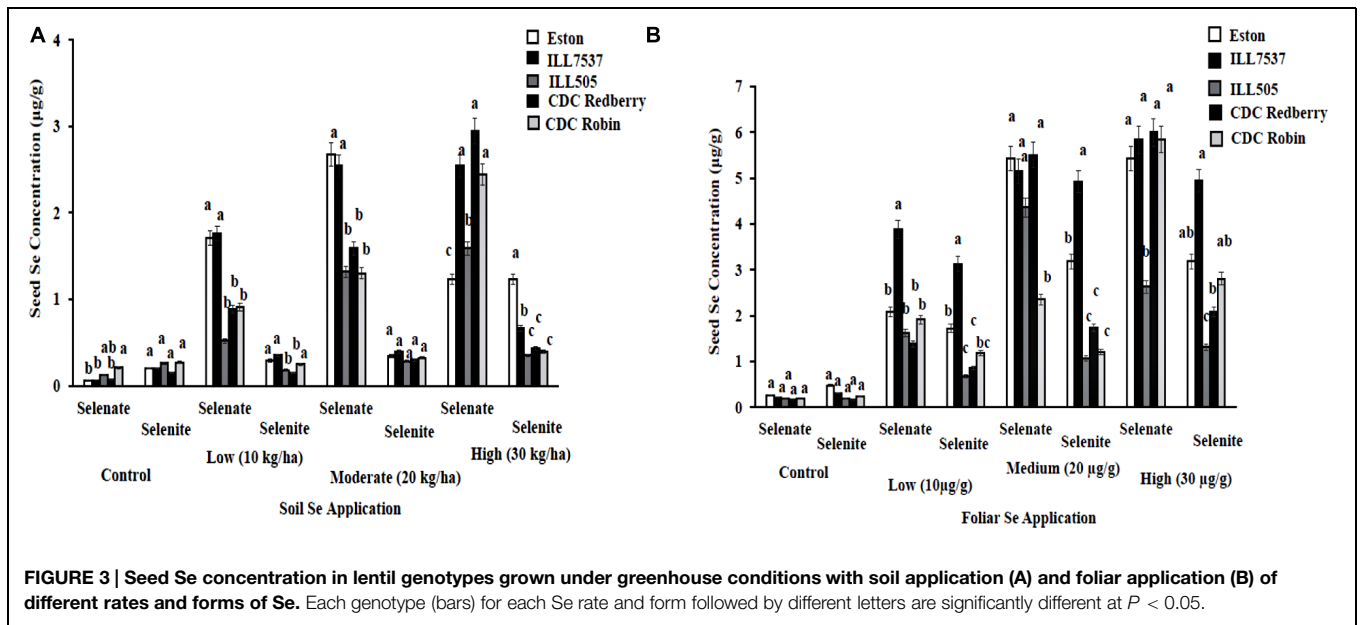 A
Seed Se Concentration (µg/g)
4
3
2
1
0
Eston
ILL7537
ILL505
CDC Redberry
CDC Robin
b b ab b a
a a a a a
a a b b b
a a b b a
a a b b b
a a a a a
c a b a a
a b c c c
Selenate Selenite Selenate Selenite Selenate Selenite Selenate Selenite
Control
Low (10 kg/ha)
Moderate (20 kg/ha)
High (30 kg/ha)
Soil Se Application
B
Seed Se Concentration (µg/g)
7
6
5
4
3
2
1
0
Eston
ILL7537
ILL505
CDC Redberry
CDC Robin
a a a a a
a a a a a
b a b b b
b a c c bc
a a a a b
b a c c c
a a b a a
ab a c b ab
Selenate Selenite Selenate Selenite Selenate Selenite Selenate Selenite
Control
Low (10µg/g)
Medium (20 µg/g)
High (30 µg/g)
Foliar Se Application
FIGURE 3 | Seed Se concentration in lentil genotypes grown under greenhouse conditions with soil application (A) and foliar application (B) of
different rates and forms of Se. Each genotype (bars) for each Se rate and form followed by different letters are significantly different at P < 0.05.